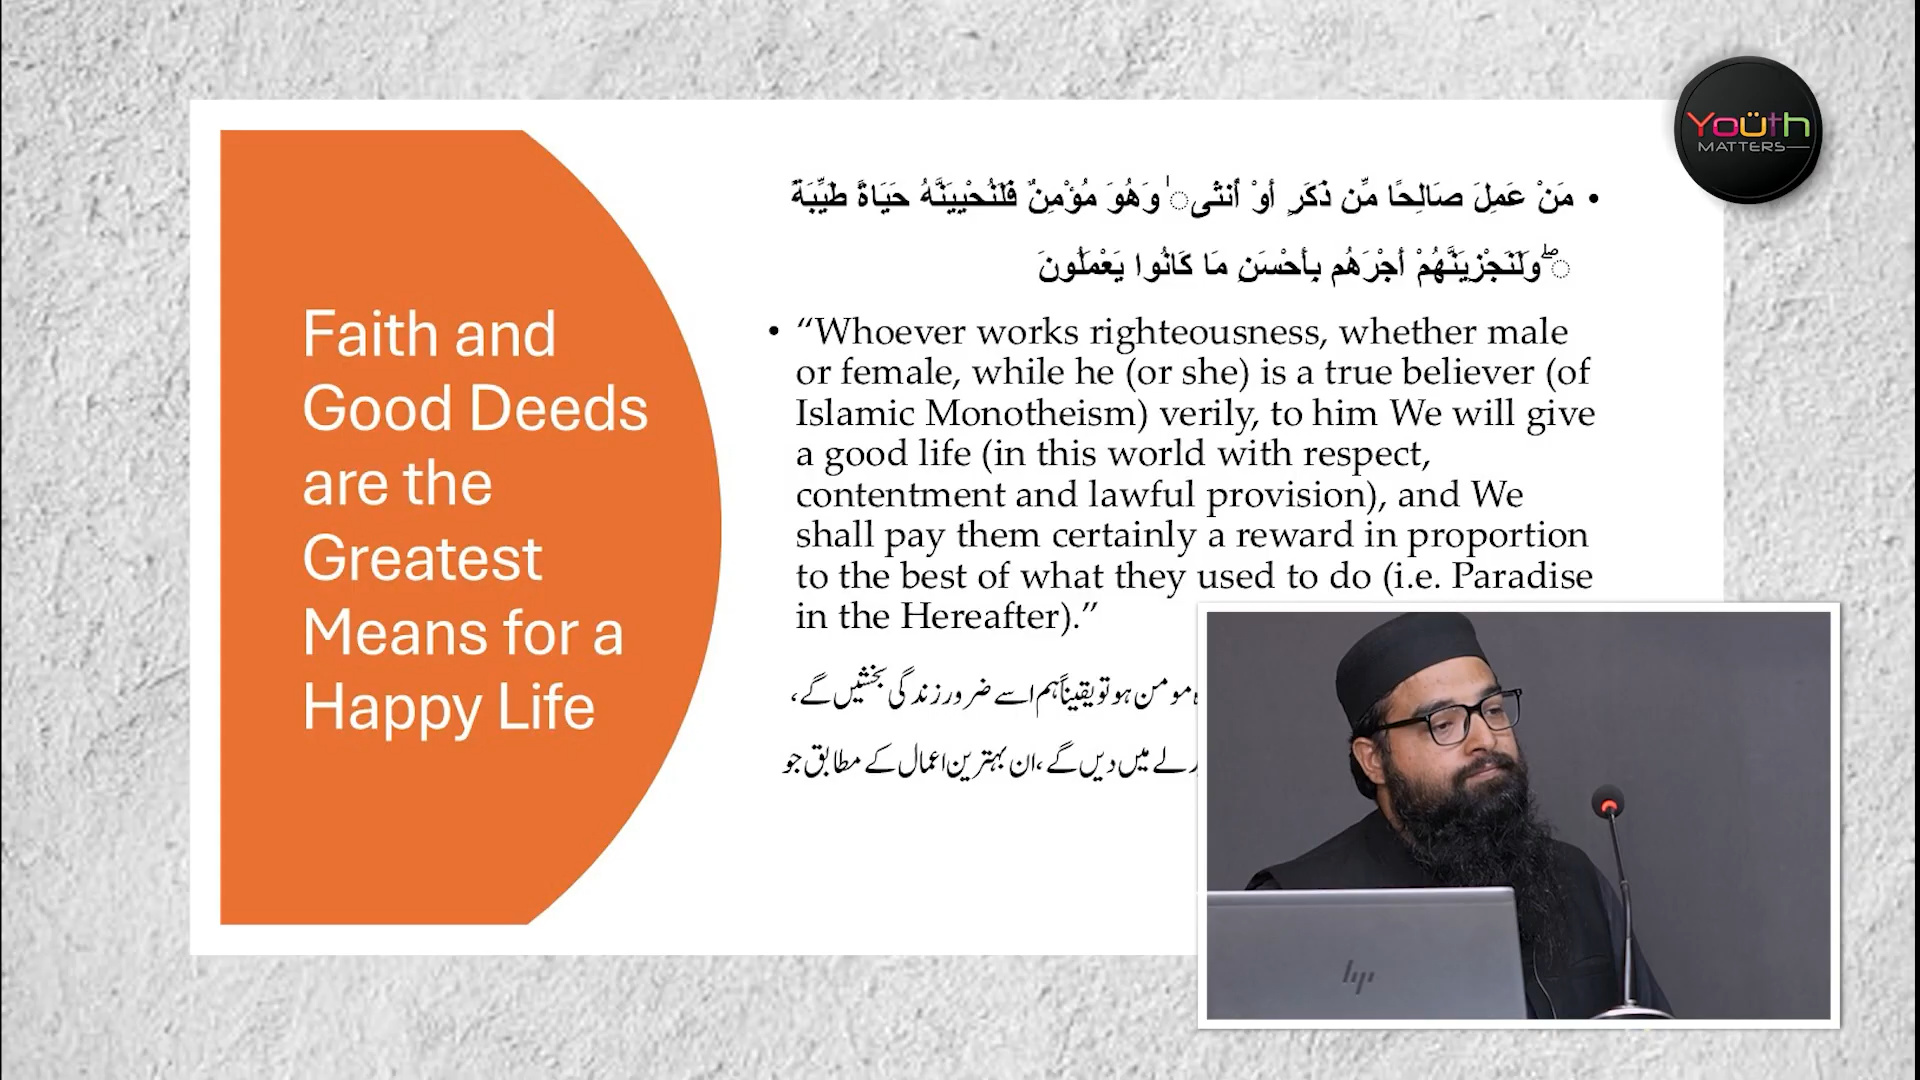 Yoüth
MATTERS
Faith and
Good Deeds
are the
Greatest
Means for a
Happy Life
• مَنْ عَمِلَ صَالِحًا مِّن ذَكَرٍ أَوْ أُنثَىٰ وَهُوَ مُؤْمِنٌ فَلَنُحْيِيَنَّهُ حَيَاةً طَيِّبَةً
ۖ وَلَنَجْزِيَنَّهُمْ أَجْرَهُم بِأَحْسَنِ مَا كَانُوا يَعْمَلُونَ
• “Whoever works righteousness, whether male
or female, while he (or she) is a true believer (of
Islamic Monotheism) verily, to him We will give
a good life (in this world with respect,
contentment and lawful provision), and We
shall pay them certainly a reward in proportion
to the best of what they used to do (i.e. Paradise
in the Hereafter).”
مومن ہو تو یقیناً ہم اسے ضرور زندگی بخشیں گے،
میں دیں گے، ان بہترین اعمال کے مطابق جو
hp